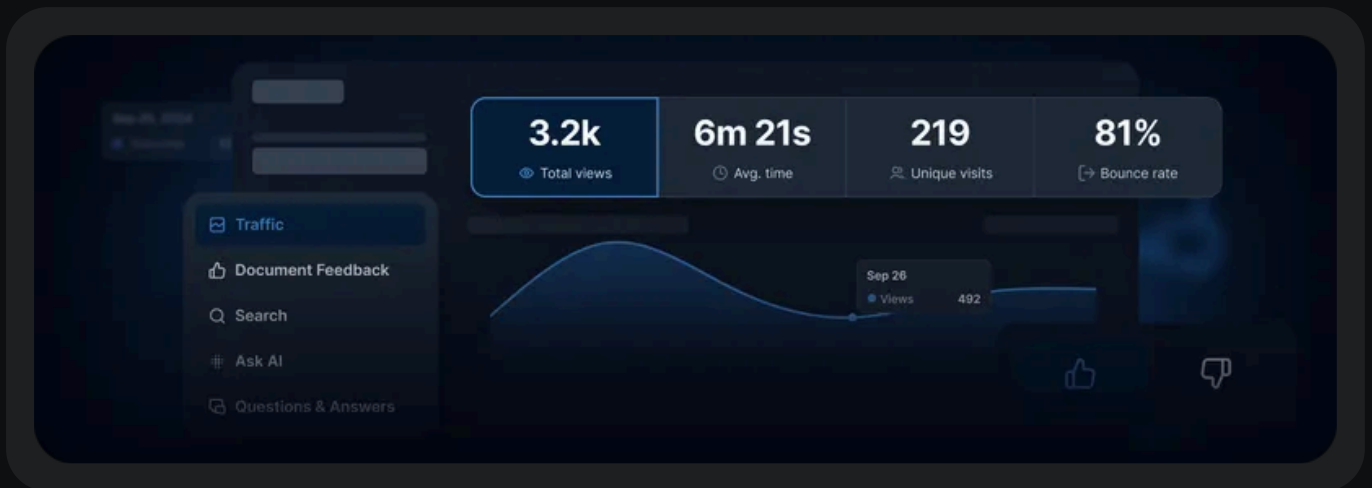 3.2k
Total views
6m 21s
Avg. time
219
Unique visits
81%
Bounce rate
Traffic
Document Feedback
Search
Ask AI
Questions & Answers
Sep 26
Views 492